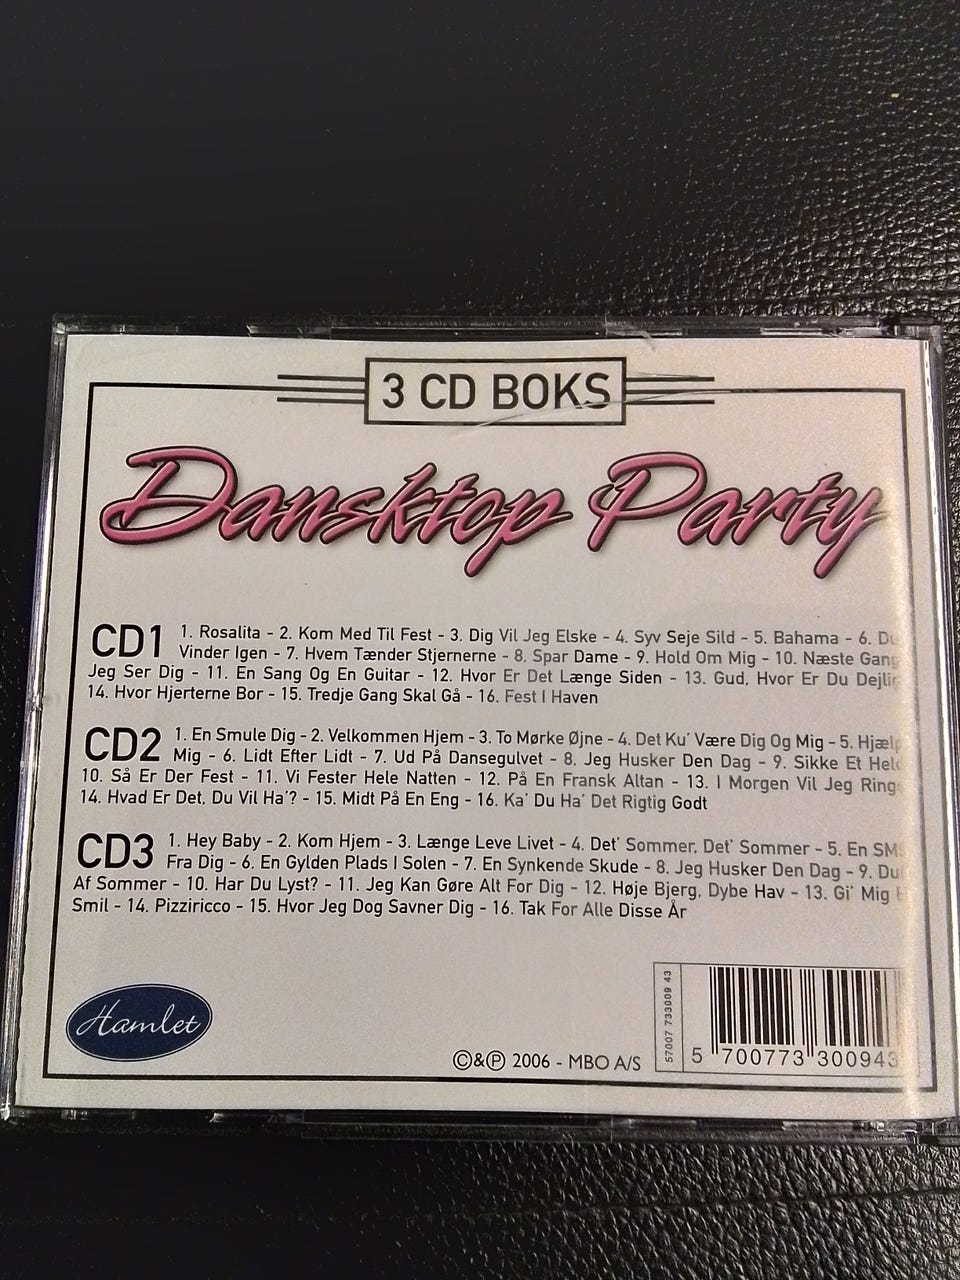 3 CD BOKS
Dansktop Party
CD1 1. Rosalita - 2. Kom Med Til Fest - 3. Dig Vil Jeg Elske - 4. Syv Seje Sild - 5. Bahama - 6. Du
Vinder Igen - 7. Hvem Tænder Stjernerne - 8. Spar Dame - 9. Hold Om Mig - 10. Næste Gang
Jeg Ser Dig - 11. En Sang Og En Guitar - 12. Hvor Er Det Længe Siden - 13. Gud, Hvor Er Du Dejlig
14. Hvor Hjerterne Bor - 15. Tredje Gang Skal Gå - 16. Fest I Haven
CD2 1. En Smule Dig - 2. Velkommen Hjem - 3. To Mørke Øjne - 4. Det Ku' Være Dig Og Mig - 5. Hjælp
Mig - 6. Lidt Efter Lidt - 7. Ud På Dansegulvet - 8. Jeg Husker Den Dag - 9. Sikke Et Held
10. Så Er Der Fest - 11. Vi Fester Hele Natten - 12. På En Fransk Altan - 13. I Morgen Vil Jeg Ringe
14. Hvad Er Det, Du Vil Ha'? - 15. Midt På En Eng - 16. Ka' Du Ha' Det Rigtig Godt
CD3 1. Hey Baby - 2. Kom Hjem - 3. Længe Leve Livet - 4. Det' Sommer, Det' Sommer - 5. En SMS
Fra Dig - 6. En Gylden Plads I Solen - 7. En Synkende Skude - 8. Jeg Husker Den Dag - 9.
Af Sommer - 10. Har Du Lyst? - 11. Jeg Kan Gøre Alt For Dig - 12. Høje Bjerg, Dybe Hav - 13. Gi' Mig
Smil - 14. Pizziricco - 15. Hvor Jeg Dog Savner Dig - 16. Tak For Alle Disse År
Hamlet
©&℗ 2006 - MBO A/S
57007 733009 43
5 700773 300943